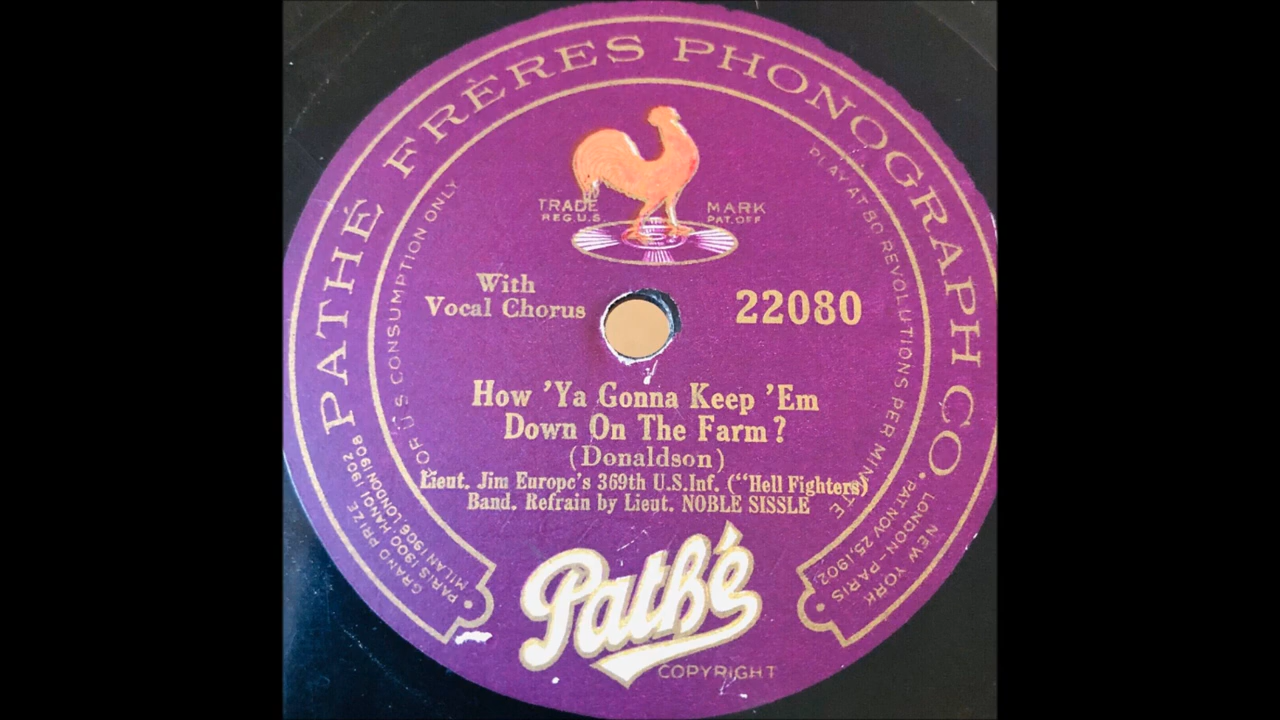 PATHÉ FRÈRES PHONOGRAPH CO.
FOR U S CONSUMPTION ONLY
PLAY AT 80 REVOLUTIONS PER MINUTE
TRADE MARK
REG.U.S. PAT.OFF
With
Vocal Chorus
22080
How 'Ya Gonna Keep 'Em
Down On The Farm?
(Donaldson)
Lieut. Jim Europe's 369th U.S.Inf. ("Hell Fighters)
Band. Refrain by Lieut. NOBLE SISSLE
GRAND PRIZE
PARIS 1900. HANOI 1902
MILAN 1906 LONDON 1908
NEW YORK
LONDON-PARIS
PAT. NOV 25, 1902
Pathé
COPYRIGHT